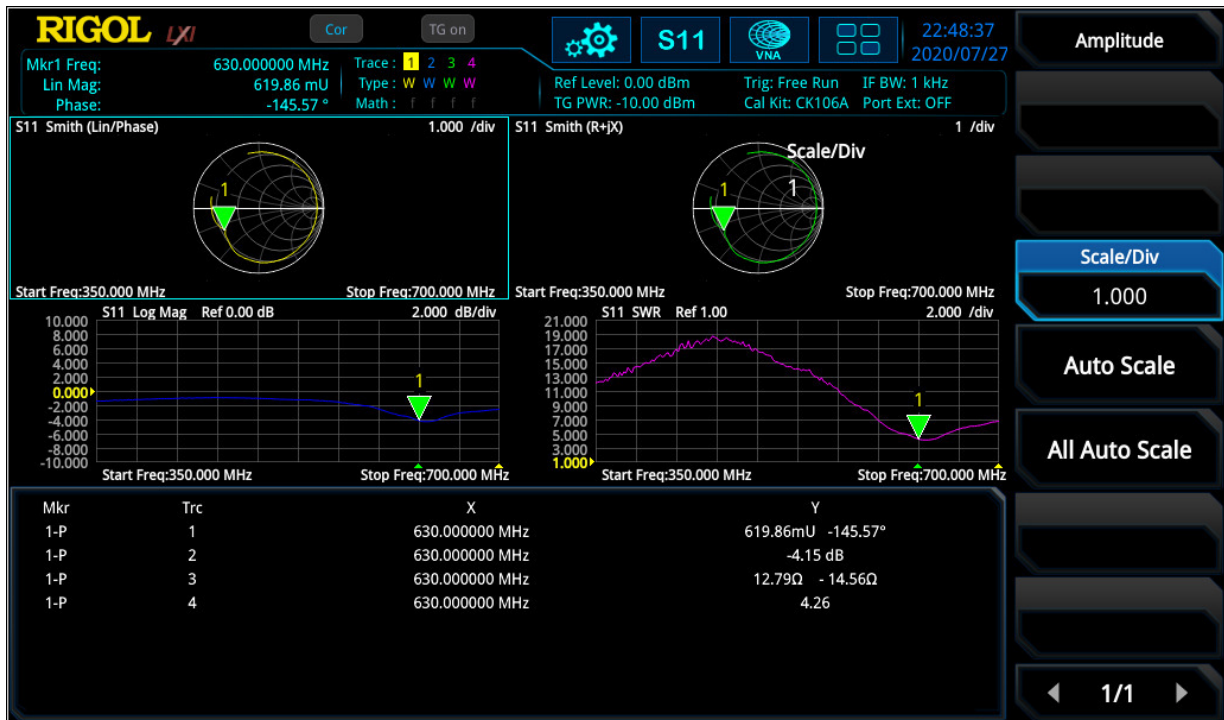 RIGOL LXI Cor TG on S11 VNA 22:48:37
2020/07/27
Mkr1 Freq: 630.000000 MHz Trace : 1 2 3 4
Lin Mag: 619.86 mU Type : W W W W Ref Level: 0.00 dBm Trig: Free Run IF BW: 1 kHz
Phase: -145.57 ° Math : f f f f TG PWR: -10.00 dBm Cal Kit: CK106A Port Ext: OFF
S11 Smith (Lin/Phase) 1.000 /div
1
Start Freq:350.000 MHz Stop Freq:700.000 MHz
S11 Smith (R+jX) 1 /div
Scale/Div
1
1
Start Freq:350.000 MHz Stop Freq:700.000 MHz
S11 Log Mag Ref 0.00 dB 2.000 dB/div
10.000
8.000
6.000
4.000
2.000
0.000
-2.000
-4.000
-6.000
-8.000
-10.000
1
Start Freq:350.000 MHz Stop Freq:700.000 MHz
S11 SWR Ref 1.00 2.000 /div
21.000
19.000
17.000
15.000
13.000
11.000
9.000
7.000
5.000
3.000
1.000
1
Start Freq:350.000 MHz Stop Freq:700.000 MHz
Mkr Trc X Y
1-P 1 630.000000 MHz 619.86mU -145.57°
1-P 2 630.000000 MHz -4.15 dB
1-P 3 630.000000 MHz 12.79Ω - 14.56Ω
1-P 4 630.000000 MHz 4.26
Amplitude
Scale/Div
1.000
Auto Scale
All Auto Scale
1/1